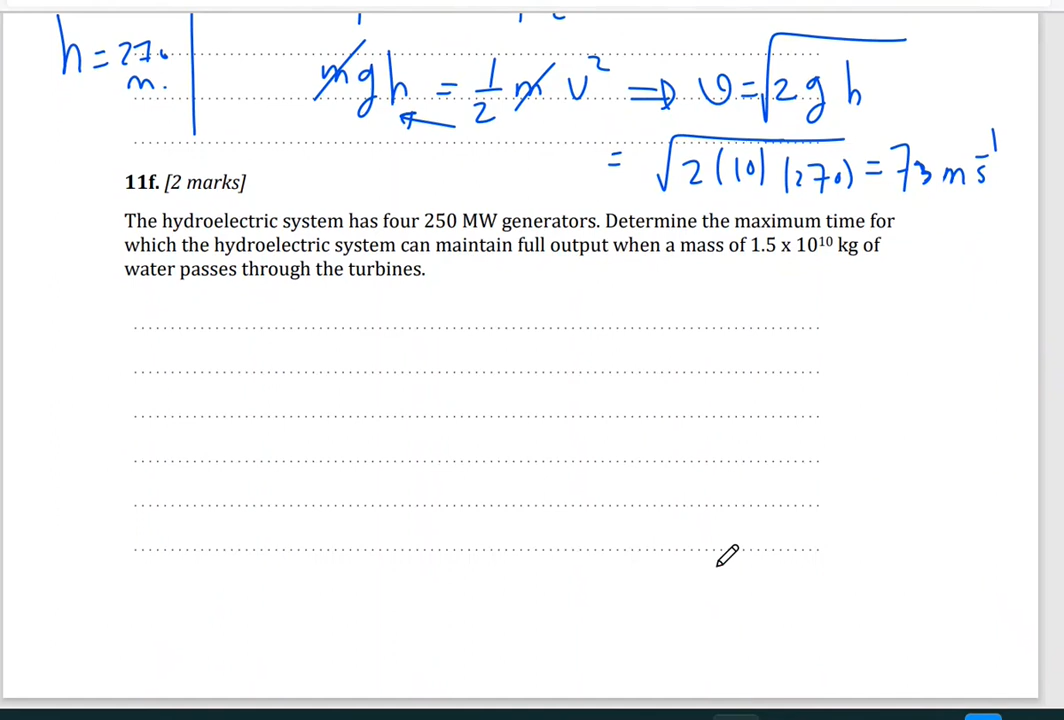 h = 270
m.
mgh = 1/2 m v² ⇒ v = √2gh
= √2(10)(270) = 73 m s⁻¹
11f. [2 marks]
The hydroelectric system has four 250 MW generators. Determine the maximum time for
which the hydroelectric system can maintain full output when a mass of 1.5 x 10¹⁰ kg of
water passes through the turbines.